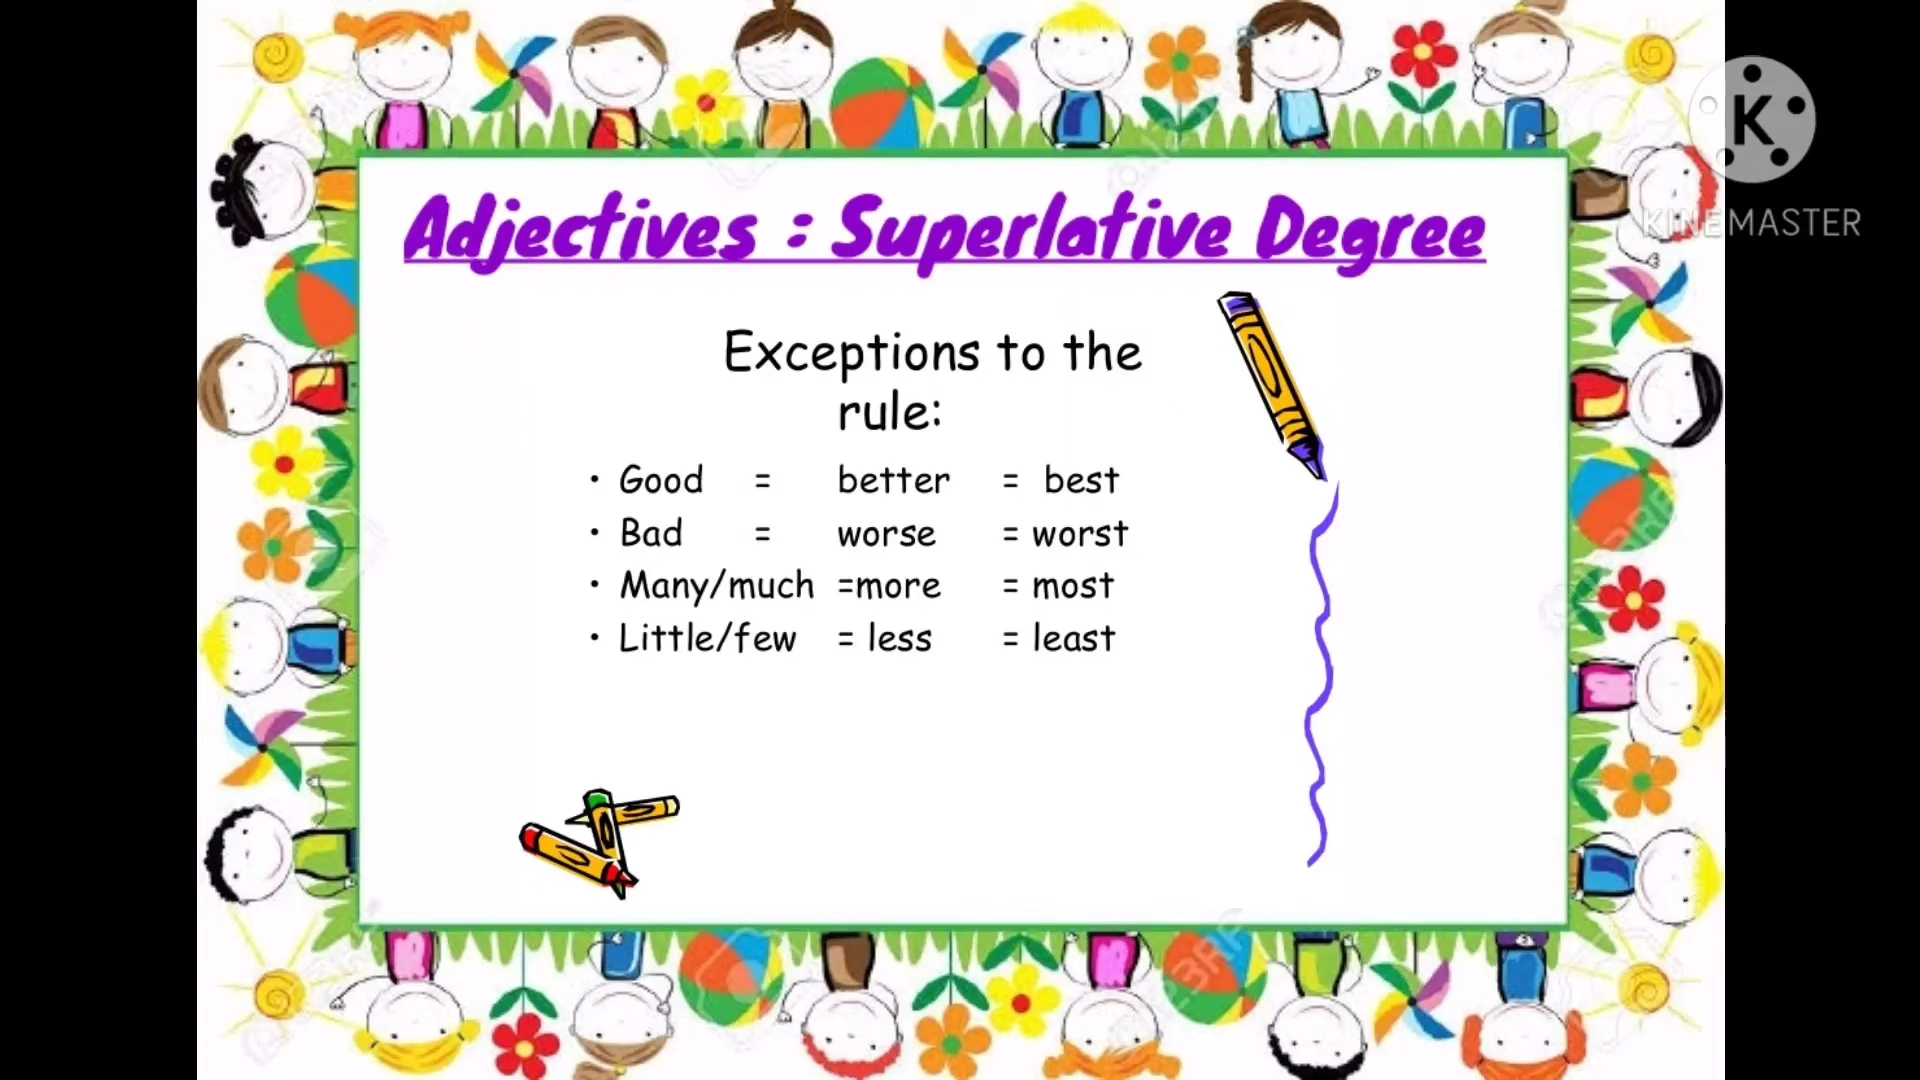 K
KINEMASTER
Adjectives : Superlative Degree
Exceptions to the
rule:
• Good = better = best
• Bad = worse = worst
• Many/much =more = most
• Little/few = less = least